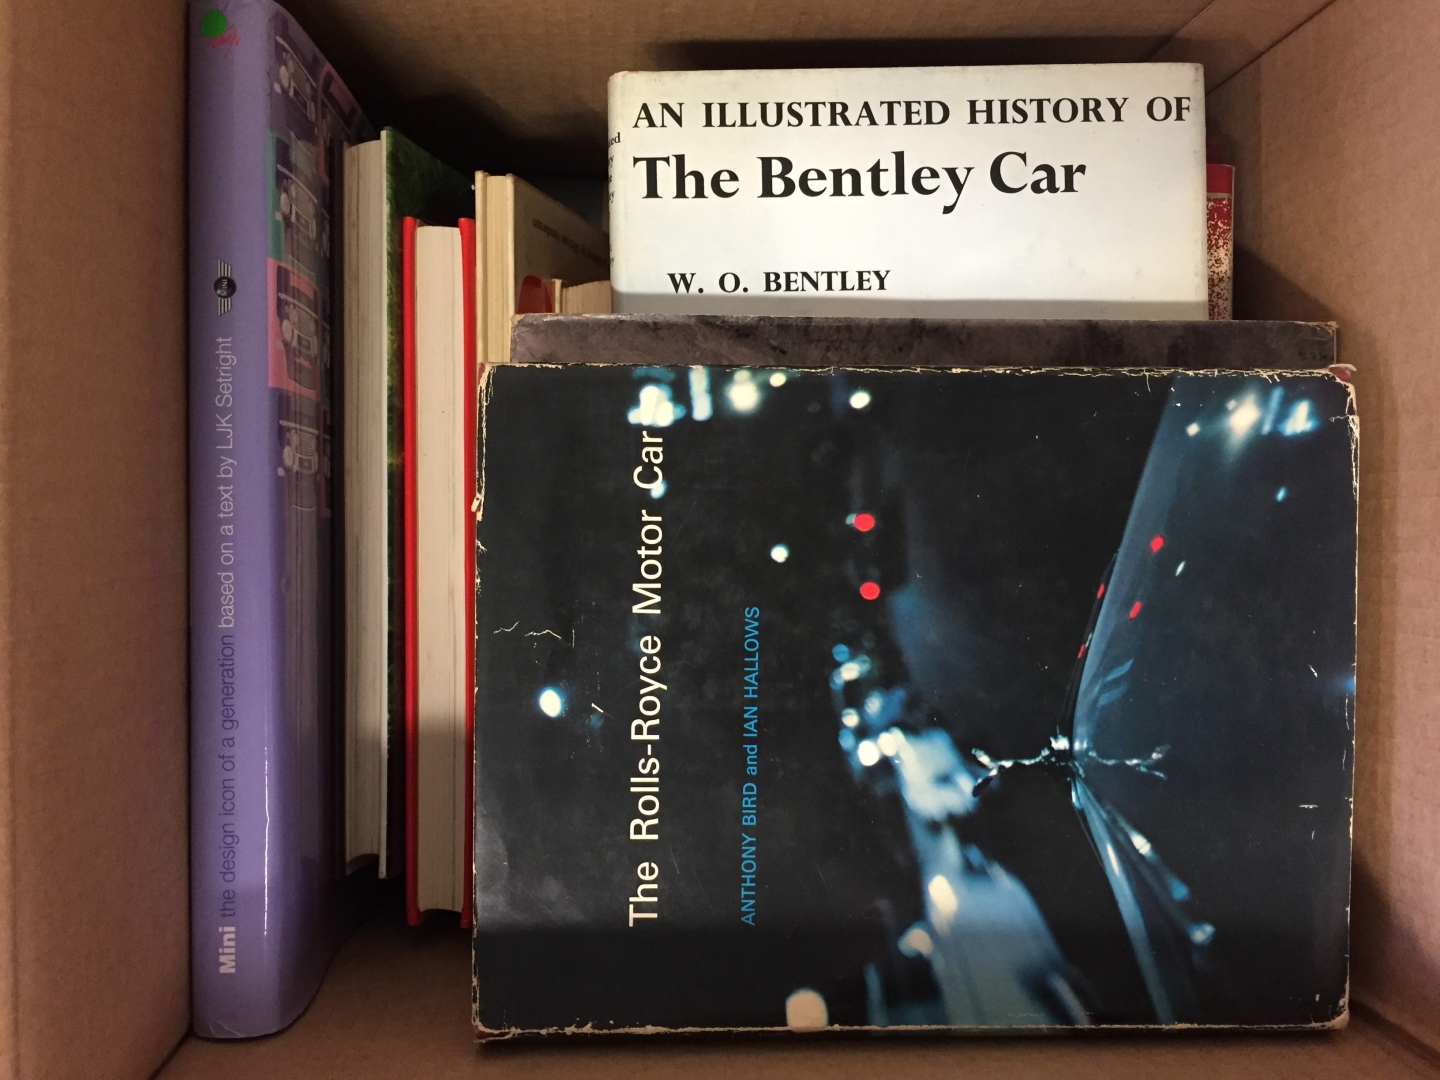 AN ILLUSTRATED HISTORY OF
The Bentley Car
W. O. BENTLEY
The Rolls-Royce Motor Car
ANTHONY BIRD and IAN HALLOWS
Mini the design icon of a generation based on a text by LJK Setright
MINI